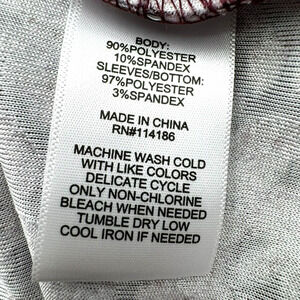 BODY:
90%POLYESTER
10%SPANDEX
SLEEVES/BOTTOM:
97%POLYESTER
3%SPANDEX
MADE IN CHINA
RN#114186
MACHINE WASH COLD
WITH LIKE COLORS
DELICATE CYCLE
ONLY NON-CHLORINE
BLEACH WHEN NEEDED
TUMBLE DRY LOW
COOL IRON IF NEEDED